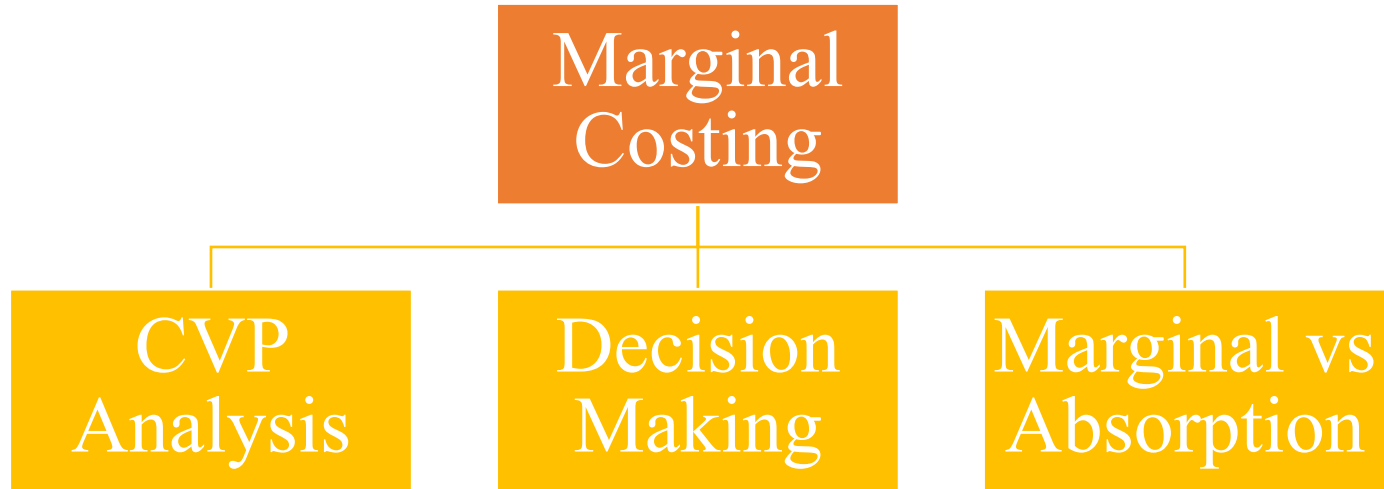 Marginal
Costing
CVP
Analysis
Decision
Making
Marginal vs
Absorption